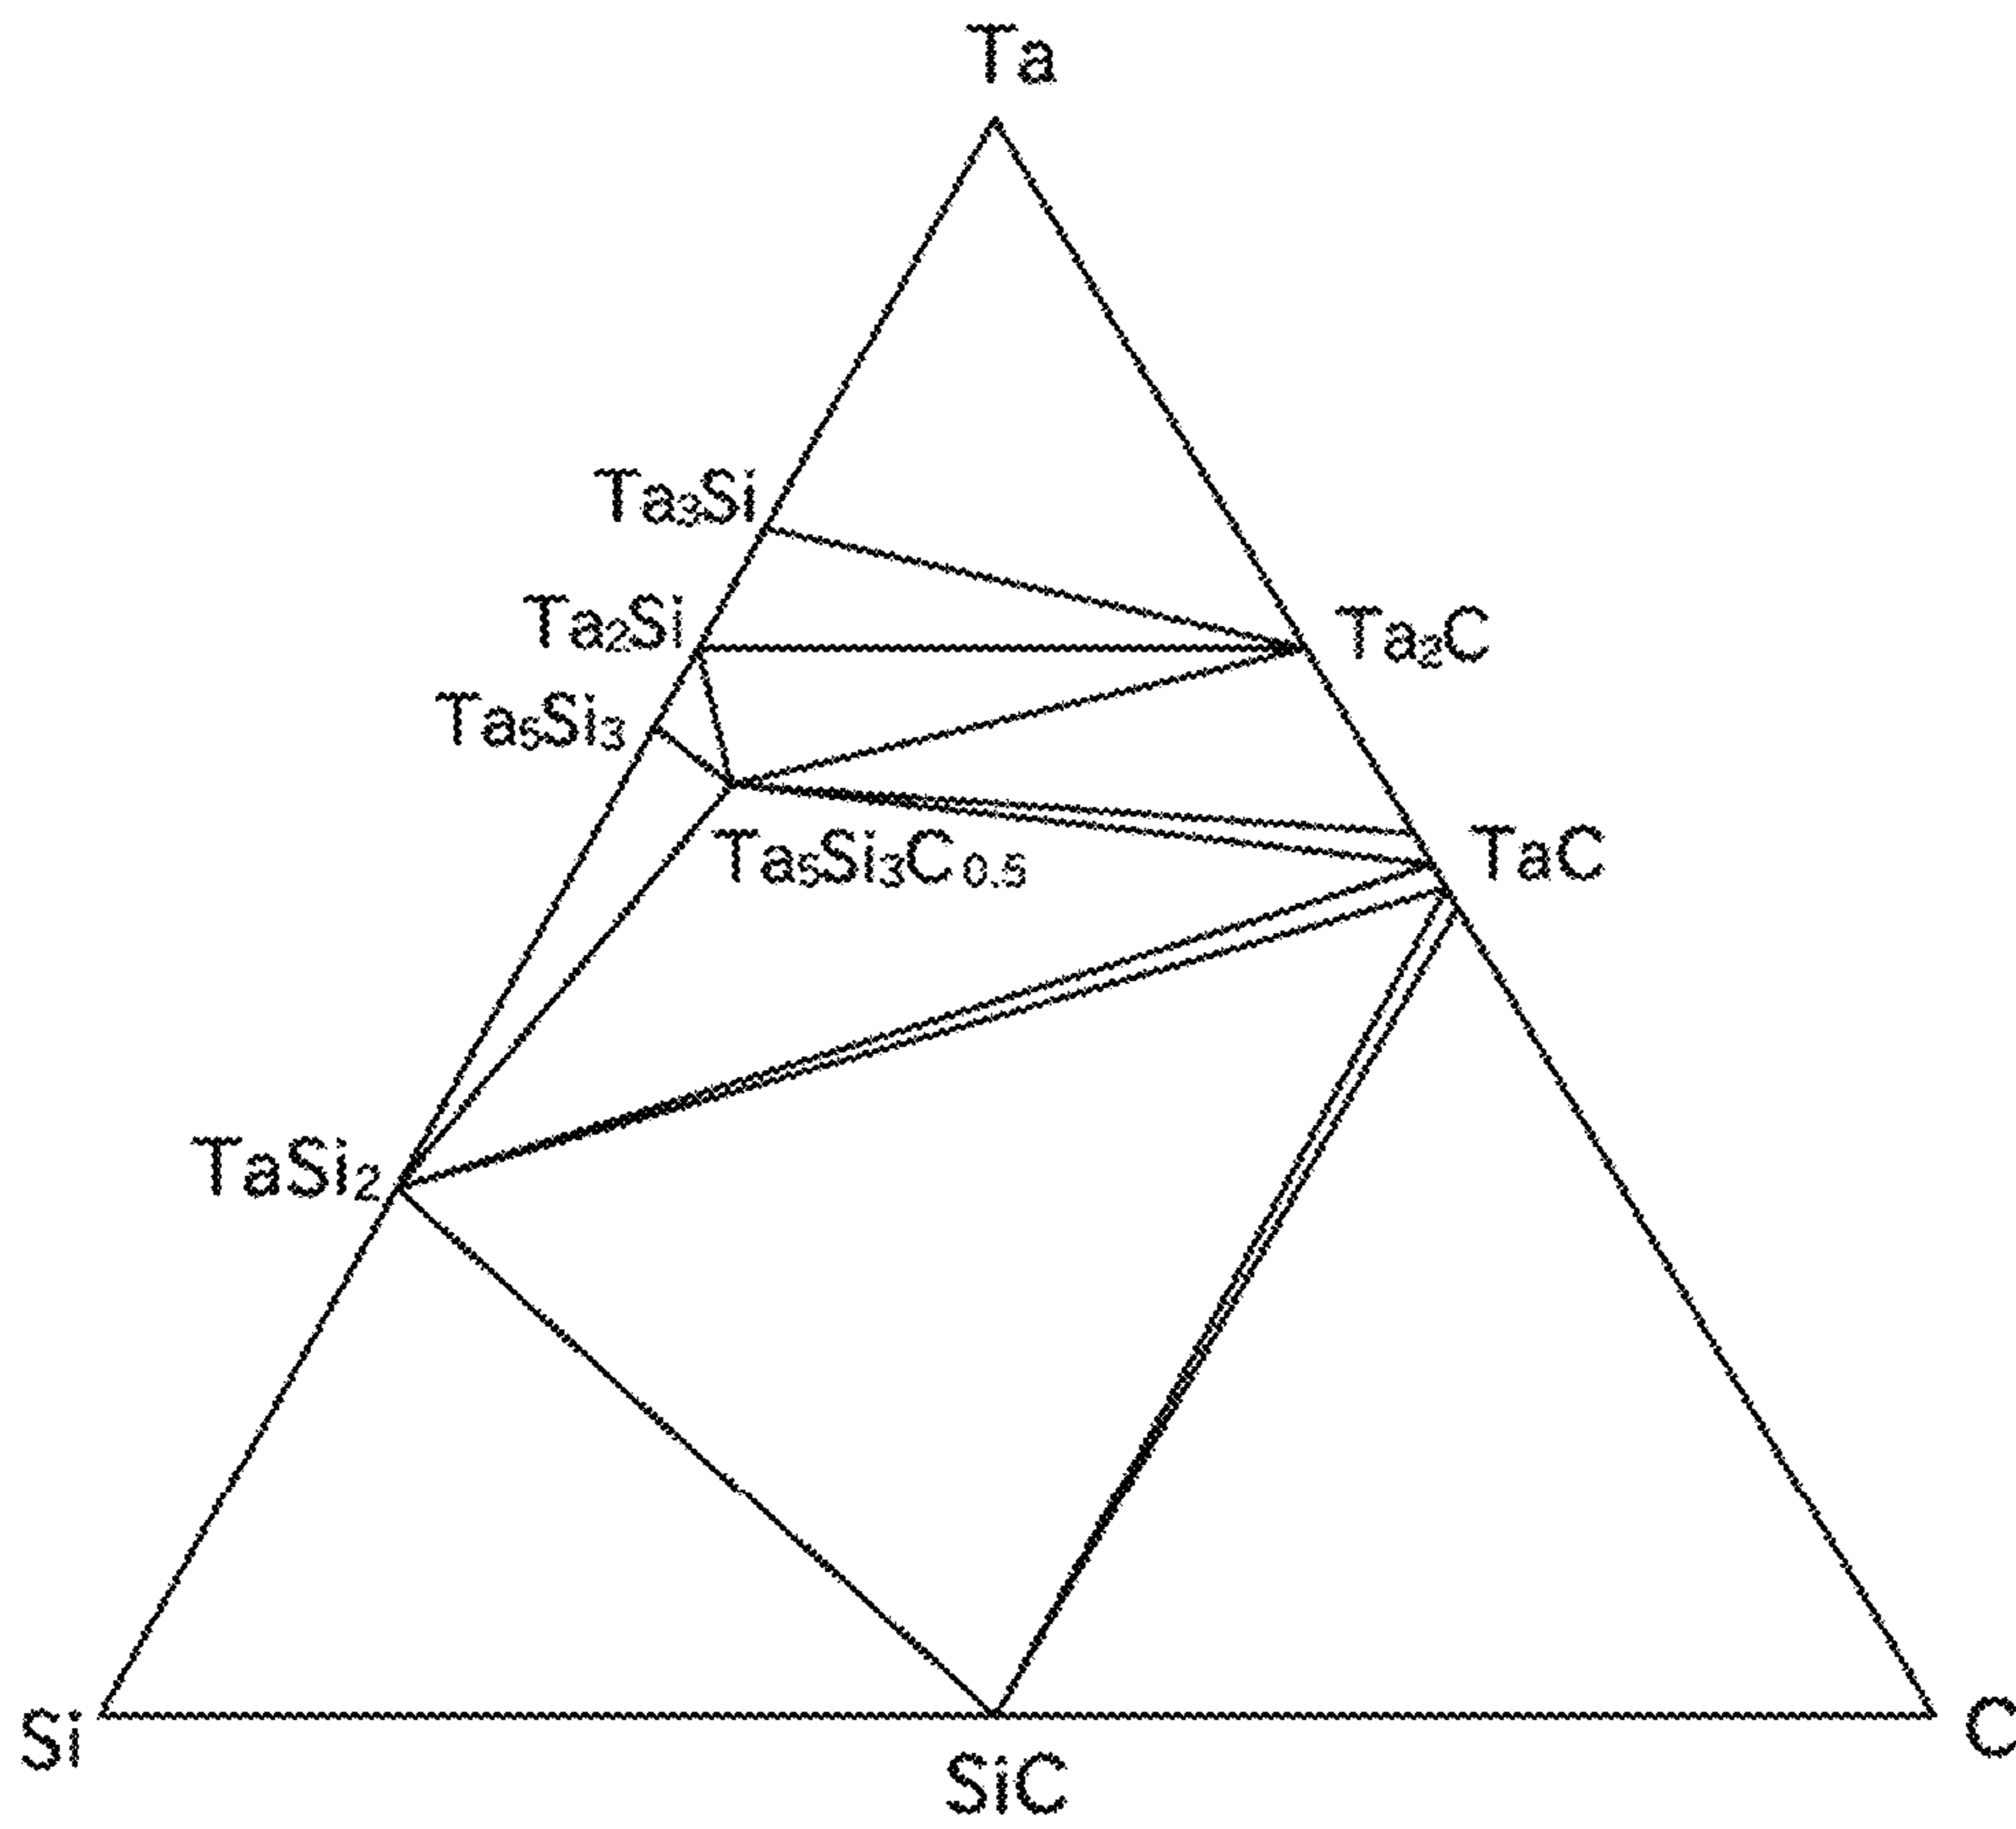 Ta
Ta₃Si
Ta₂Si
Ta₂C
Ta₅Si₃
Ta₅Si₃C₀.₅
TaC
TaSi₂
Si
C
SiC